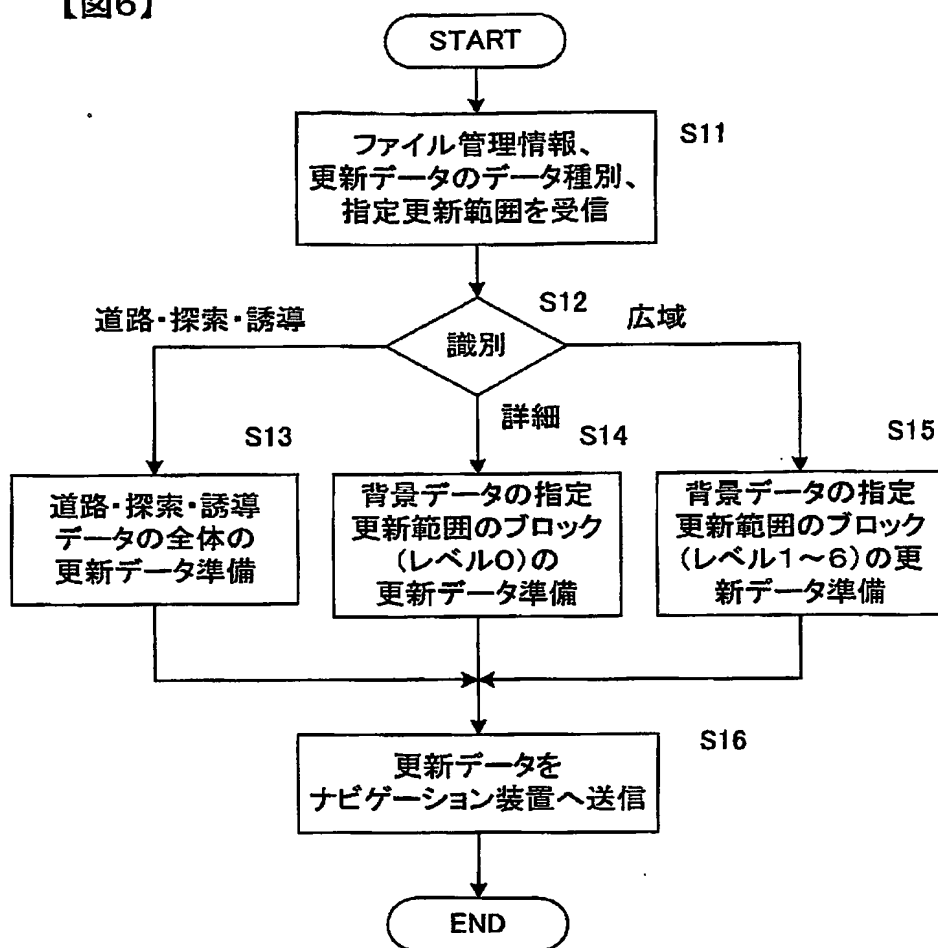 【図6】
START
S11
ファイル管理情報、
更新データのデータ種別、
指定更新範囲を受信
S12
道路・探索・誘導
識別
広域
詳細
S13
道路・探索・誘導
データの全体の
更新データ準備
S14
背景データの指定
更新範囲のブロック
(レベル0)の
更新データ準備
S15
背景データの指定
更新範囲のブロック
(レベル1~6)の更
新データ準備
S16
更新データを
ナビゲーション装置へ送信
END